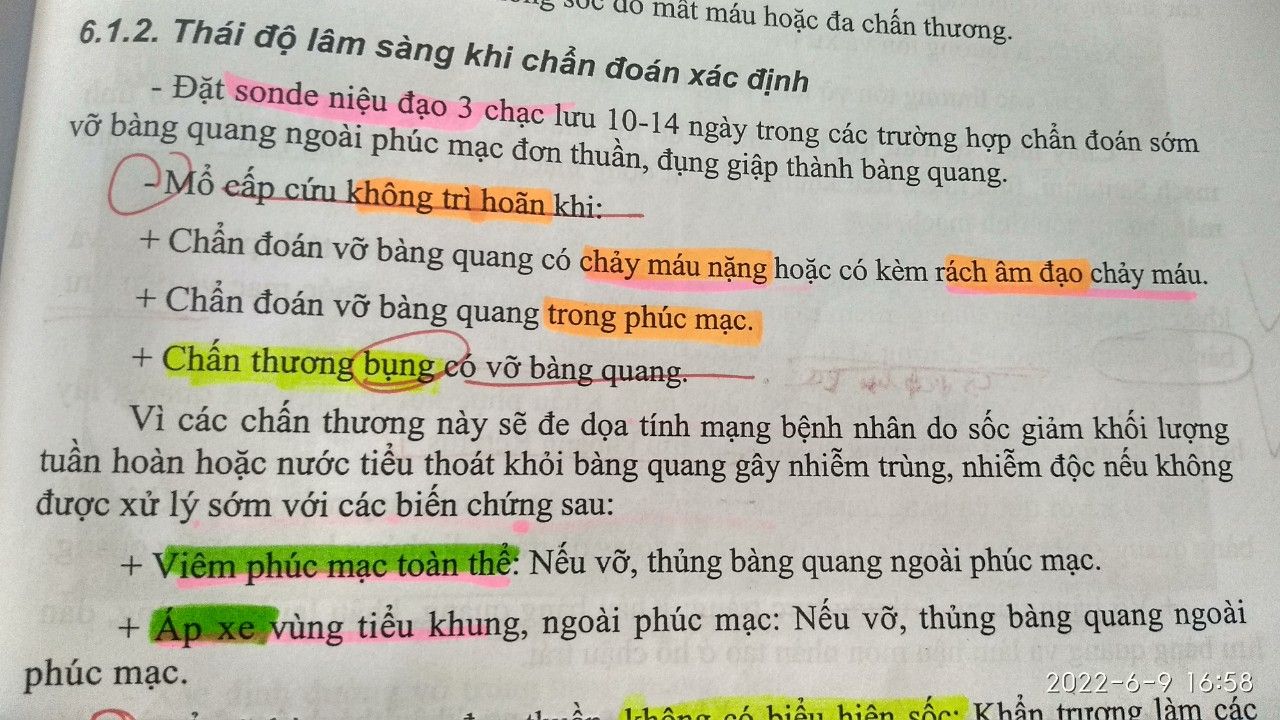 sốc do mất máu hoặc đa chấn thương.
6.1.2. Thái độ lâm sàng khi chẩn đoán xác định
- Đặt sonde niệu đạo 3 chạc lưu 10-14 ngày trong các trường hợp chẩn đoán sớm
vỡ bàng quang ngoài phúc mạc đơn thuần, đụng giập thành bàng quang.
- Mổ cấp cứu không trì hoãn khi:
+ Chẩn đoán vỡ bàng quang có chảy máu nặng hoặc có kèm rách âm đạo chảy máu.
+ Chẩn đoán vỡ bàng quang trong phúc mạc.
+ Chấn thương bụng có vỡ bàng quang.
Vì các chấn thương này sẽ đe dọa tính mạng bệnh nhân do sốc giảm khối lượng
tuần hoàn hoặc nước tiểu thoát khỏi bàng quang gây nhiễm trùng, nhiễm độc nếu không
được xử lý sớm với các biến chứng sau:
+ Viêm phúc mạc toàn thể: Nếu vỡ, thủng bàng quang ngoài phúc mạc.
+ Áp xe vùng tiểu khung, ngoài phúc mạc: Nếu vỡ, thủng bàng quang ngoài
phúc mạc.
2022-6-9 16:58
không có biểu hiện sốc: Khẩn trương làm các